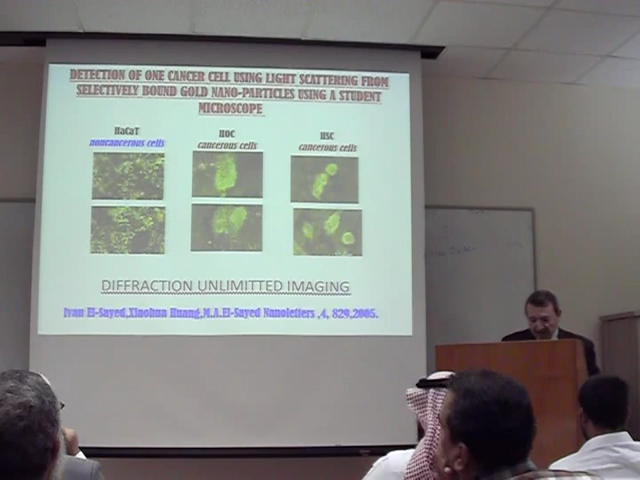 DETECTION OF ONE CANCER CELL USING LIGHT SCATTERING FROM
SELECTIVELY BOUND GOLD NANO-PARTICLES USING A STUDENT
MICROSCOPE
HaCaT
noncancerous cells
HOC
cancerous cells
HSC
cancerous cells
DIFFRACTION UNLIMITTED IMAGING
Ivan El-Sayed,Xiaohua Huang,M.A.El-Sayed Nanoletters ,4, 829,2005.